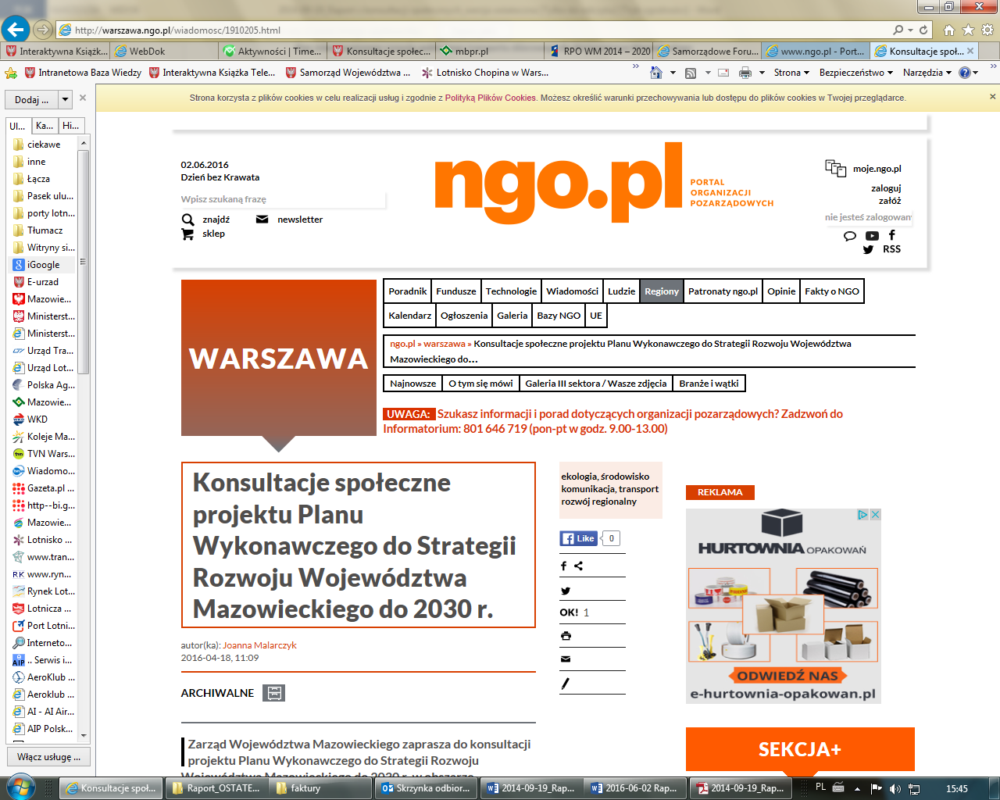 http://warszawa.ngo.pl/wiadomosc/1910205.html
Interaktywna Książk... WebDok Aktywności | Time... Konsultacje społec... mbpr.pl RPO WM 2014 – 2020 Samorządowe Foru... www.ngo.pl - Port... Konsultacje społ...
Intranetowa Baza Wiedzy Interaktywna Książka Tele... Samorząd Województwa ... Lotnisko Chopina w Wars... Strona Bezpieczeństwo Narzędzia
Dodaj ...
Strona korzysta z plików cookies w celu realizacji usług i zgodnie z Polityką Plików Cookies. Możesz określić warunki przechowywania lub dostępu do plików cookies w Twojej przeglądarce.
Ul... Ka... Hi...
ciekawe
inne
Łącza
Pasek ulu...
porty lotn...
Tłumacz
Witryny si...
iGoogle
E-urzad
Mazowie...
Ministerst...
Ministerst...
Urząd Tra...
Urząd Lot...
Polska Ag...
Mazowie...
WKD
Koleje Ma...
TVN Wars...
Wiadomo...
Gazeta.pl ...
http--bi.g...
Mazowie...
Lotnisko ...
www.tran...
www.ryn...
Rynek Lot...
Lotnicza ...
Port Lotni...
Interneto...
.. Serwis i...
AeroKlub ...
Aeroklub ...
AI - AI Air...
AIP Polsk...
Włącz usługę ...
02.06.2016
Dzień bez Krawata
Wpisz szukaną frazę
znajdź newsletter
sklep
ngo.pl
PORTAL
ORGANIZACJI
POZARZĄDOWYCH
moje.ngo.pl
zaloguj
załóż
nie jesteś zalogowany
RSS
WARSZAWA
Poradnik Fundusze Technologie Wiadomości Ludzie Regiony Patronaty ngo.pl Opinie Fakty o NGO
Kalendarz Ogłoszenia Galeria Bazy NGO UE
ngo.pl » warszawa » Konsultacje społeczne projektu Planu Wykonawczego do Strategii Rozwoju Województwa
Mazowieckiego do...
Najnowsze O tym się mówi Galeria III sektora / Wasze zdjęcia Branże i wątki
UWAGA: Szukasz informacji i porad dotyczących organizacji pozarządowych? Zadzwoń do
Informatorium: 801 646 719 (pon-pt w godz. 9.00-13.00)
Konsultacje społeczne
projektu Planu
Wykonawczego do Strategii
Rozwoju Województwa
Mazowieckiego do 2030 r.
autor(ka): Joanna Malarczyk
2016-04-18, 11:09
ARCHIWALNE
Zarząd Województwa Mazowieckiego zaprasza do konsultacji
projektu Planu Wykonawczego do Strategii Rozwoju
Województwa Mazowieckiego do 2030 r. w obszarze
ekologia, środowisko
komunikacja, transport
rozwój regionalny
Like 0
OK! 1
REKLAMA
HURTOWNIA OPAKOWAŃ
ODWIEDŹ NAS
e-hurtownia-opakowan.pl
SEKCJA+
Konsultacje społ... Raport_OSTATE... faktury Skrzynka odbior... 2014-09-19_Rap... 2016-06-02 Rap... 2014-09-19_Rap... PL 15:45